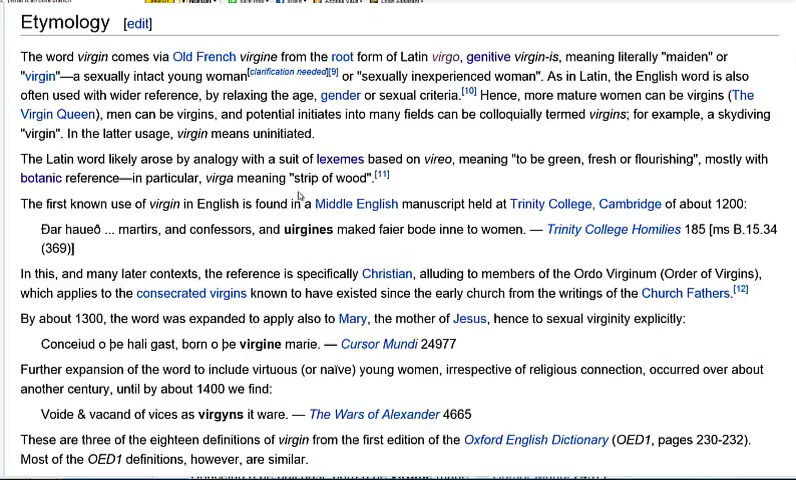 Etymology [edit]
The word virgin comes via Old French virgine from the root form of Latin virgo, genitive virgin-is, meaning literally "maiden" or
"virgin"—a sexually intact young woman[clarification needed][9] or "sexually inexperienced woman". As in Latin, the English word is also
often used with wider reference, by relaxing the age, gender or sexual criteria.[10] Hence, more mature women can be virgins (The
Virgin Queen), men can be virgins, and potential initiates into many fields can be colloquially termed virgins; for example, a skydiving
"virgin". In the latter usage, virgin means uninitiated.
The Latin word likely arose by analogy with a suit of lexemes based on vireo, meaning "to be green, fresh or flourishing", mostly with
botanic reference—in particular, virga meaning "strip of wood".[11]
The first known use of virgin in English is found in a Middle English manuscript held at Trinity College, Cambridge of about 1200:
Ðar haueð ... martirs, and confessors, and uirgines maked faier bode inne to women. — Trinity College Homilies 185 [ms B.15.34
(369)]
In this, and many later contexts, the reference is specifically Christian, alluding to members of the Ordo Virginum (Order of Virgins),
which applies to the consecrated virgins known to have existed since the early church from the writings of the Church Fathers.[12]
By about 1300, the word was expanded to apply also to Mary, the mother of Jesus, hence to sexual virginity explicitly:
Conceiud o þe hali gast, born o þe virgine marie. — Cursor Mundi 24977
Further expansion of the word to include virtuous (or naïve) young women, irrespective of religious connection, occurred over about
another century, until by about 1400 we find:
Voide & vacand of vices as virgyns it ware. — The Wars of Alexander 4665
These are three of the eighteen definitions of virgin from the first edition of the Oxford English Dictionary (OED1, pages 230-232).
Most of the OED1 definitions, however, are similar.